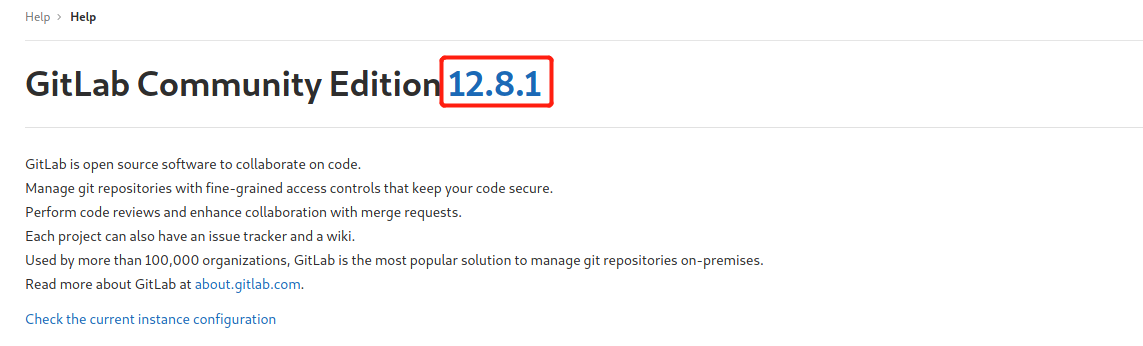 Help > Help
GitLab Community Edition 12.8.1
GitLab is open source software to collaborate on code.
Manage git repositories with fine-grained access controls that keep your code secure.
Perform code reviews and enhance collaboration with merge requests.
Each project can also have an issue tracker and a wiki.
Used by more than 100,000 organizations, GitLab is the most popular solution to manage git repositories on-premises.
Read more about GitLab at about.gitlab.com.
Check the current instance configuration